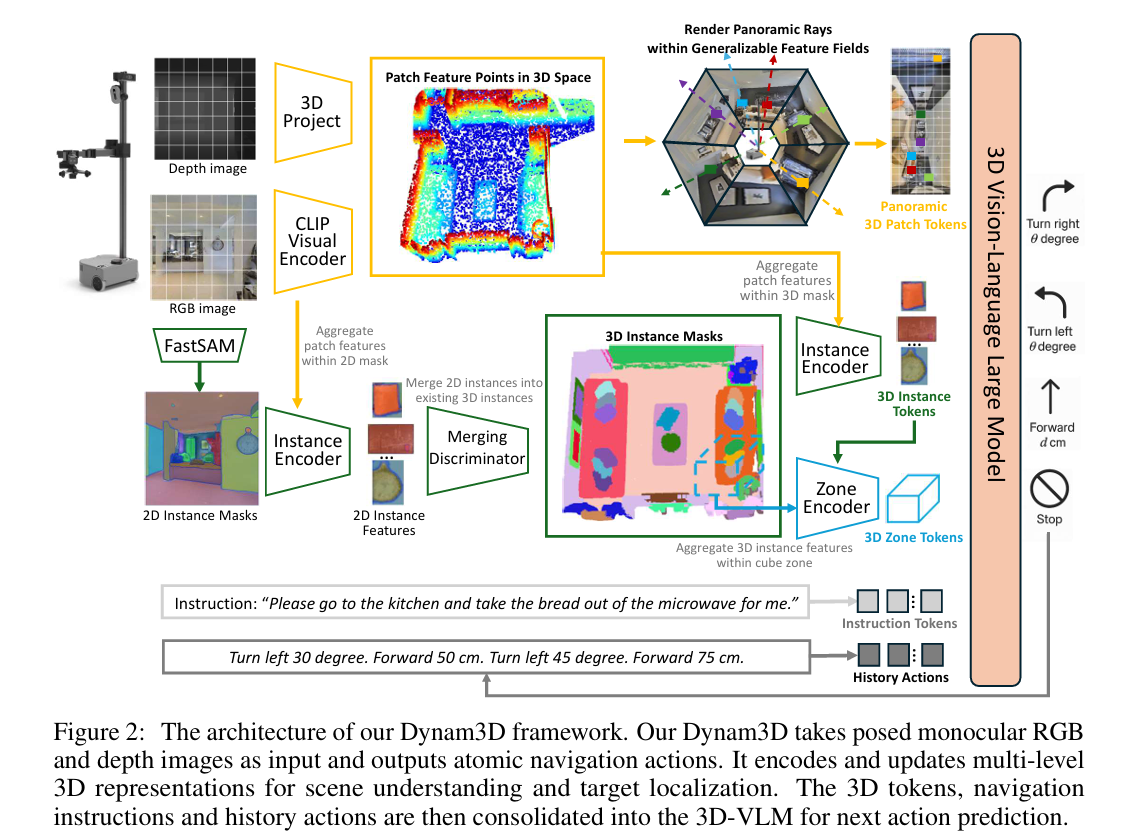 Render Panoramic Rays
within Generalizable Feature Fields
Patch Feature Points in 3D Space
3D
Project
Depth image
CLIP
Visual
Encoder
RGB image
Panoramic
3D Patch Tokens
Aggregate
patch features
within 3D mask
FastSAM
Aggregate
patch features
within 2D mask
3D Instance Masks
Instance
Encoder
3D Instance
Tokens
Merge 2D instances into
existing 3D instances
Instance
Encoder
...
Merging
Discriminator
...
2D Instance Masks
2D Instance
Features
Zone
Encoder
3D Zone Tokens
Aggregate 3D instance features
within cube zone
3D Vision-Language Large Model
Turn right
θ degree
Turn left
θ degree
Forward
d cm
Stop
Instruction: “Please go to the kitchen and take the bread out of the microwave for me.”
Instruction Tokens
Turn left 30 degree. Forward 50 cm. Turn left 45 degree. Forward 75 cm.
History Actions
Figure 2: The architecture of our Dynam3D framework. Our Dynam3D takes posed monocular RGB
and depth images as input and outputs atomic navigation actions. It encodes and updates multi-level
3D representations for scene understanding and target localization. The 3D tokens, navigation
instructions and history actions are then consolidated into the 3D-VLM for next action prediction.